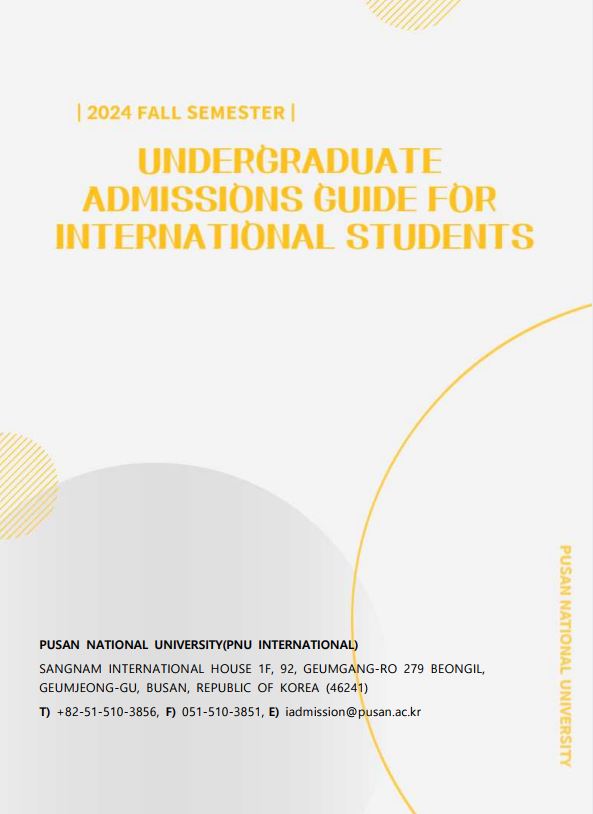 | 2024 FALL SEMESTER |
UNDERGRADUATE
ADMISSIONS GUIDE FOR
INTERNATIONAL STUDENTS
PUSAN NATIONAL UNIVERSITY(PNU INTERNATIONAL)
SANGNAM INTERNATIONAL HOUSE 1F, 92, GEUMGANG-RO 279 BEONGIL,
GEUMJEONG-GU, BUSAN, REPUBLIC OF KOREA (46241)
T) +82-51-510-3856, F) 051-510-3851, E) iadmission@pusan.ac.kr
PUSAN NATIONAL UNIVERSITY